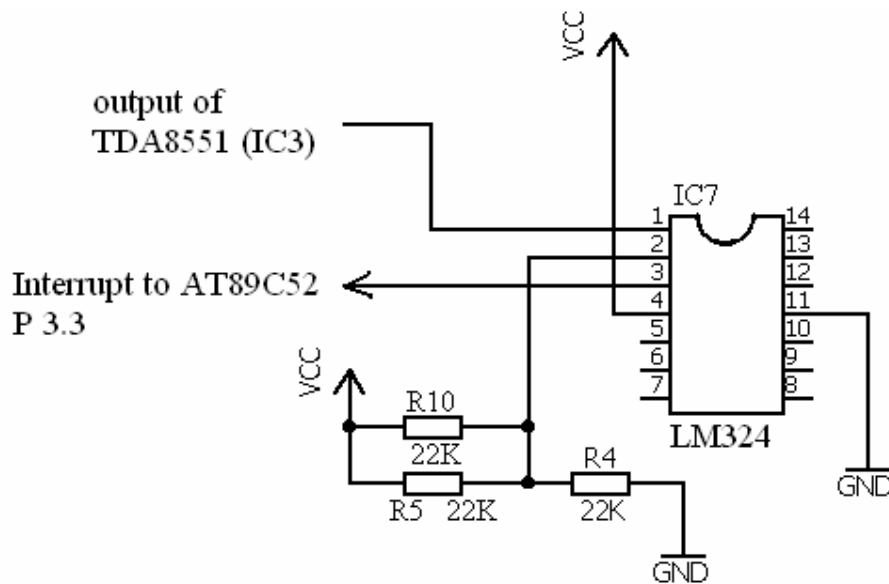 VCC
output of
TDA8551 (IC3)
IC7
1 14
2 13
3 12
4 11
5 10
6 9
7 8
Interrupt to AT89C52
P 3.3
LM324
VCC
R10
22K
R5 22K
R4
22K
GND
GND